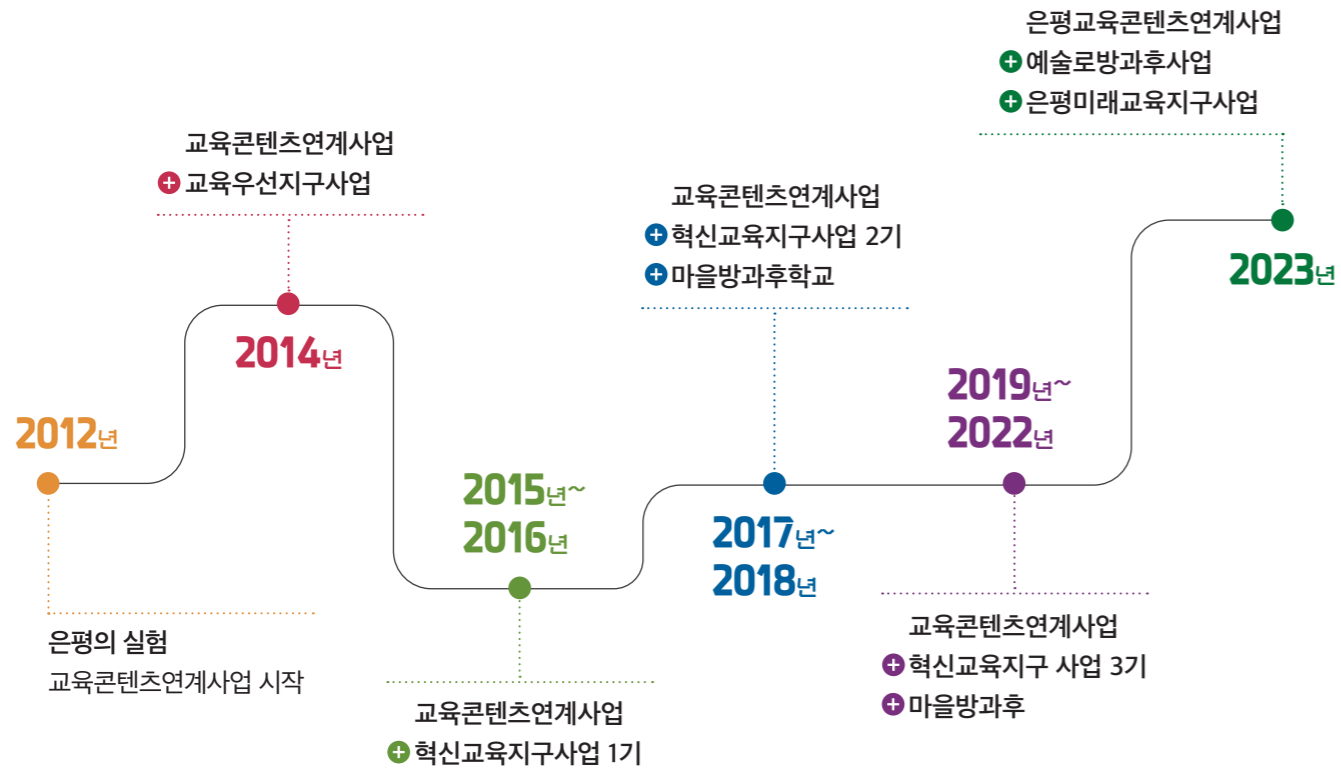 2012년
은평의 실험
교육콘텐츠연계사업 시작
교육콘텐츠연계사업
+ 교육우선지구사업
2014년
2015년~
2016년
교육콘텐츠연계사업
+ 혁신교육지구사업 1기
교육콘텐츠연계사업
+ 혁신교육지구사업 2기
+ 마을방과후학교
2017년~
2018년
2019년~
2022년
교육콘텐츠연계사업
+ 혁신교육지구 사업 3기
+ 마을방과후
은평교육콘텐츠연계사업
+ 예술로방과후사업
+ 은평미래교육지구사업
2023년